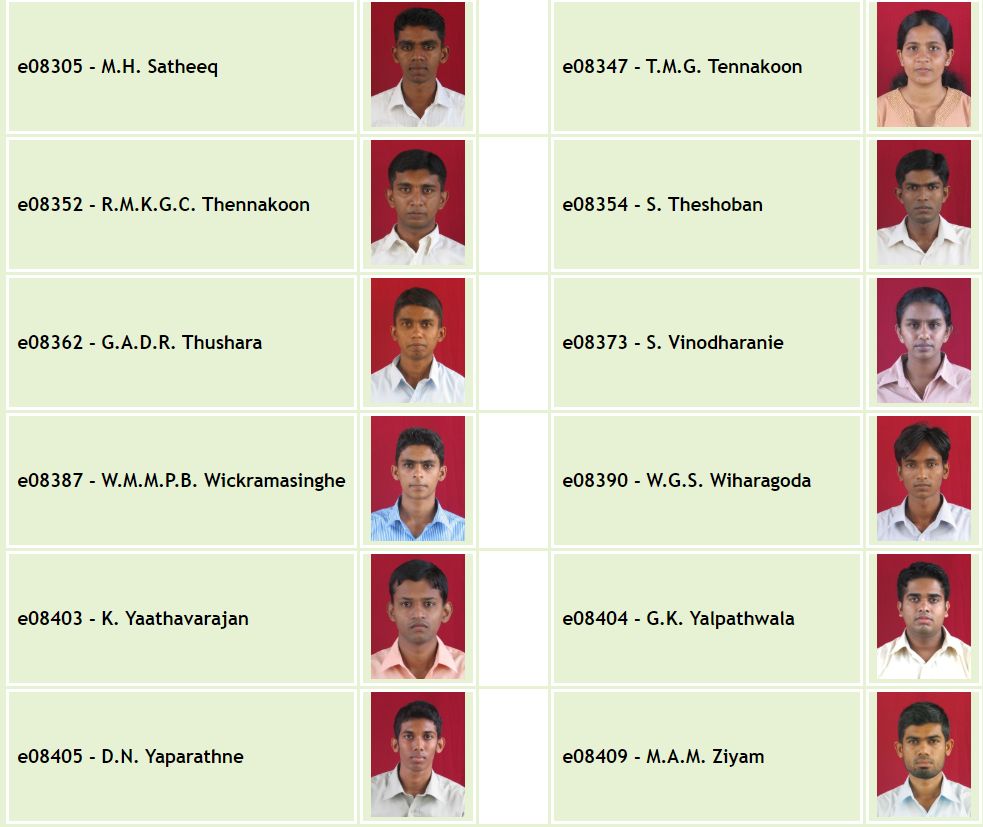 e08305 - M.H. Satheeq
e08347 - T.M.G. Tennakoon
e08352 - R.M.K.G.C. Thennakoon
e08354 - S. Theshoban
e08362 - G.A.D.R. Thushara
e08373 - S. Vinodharanie
e08387 - W.M.M.P.B. Wickramasinghe
e08390 - W.G.S. Wiharagoda
e08403 - K. Yaathavarajan
e08404 - G.K. Yalpathwala
e08405 - D.N. Yaparathne
e08409 - M.A.M. Ziyam